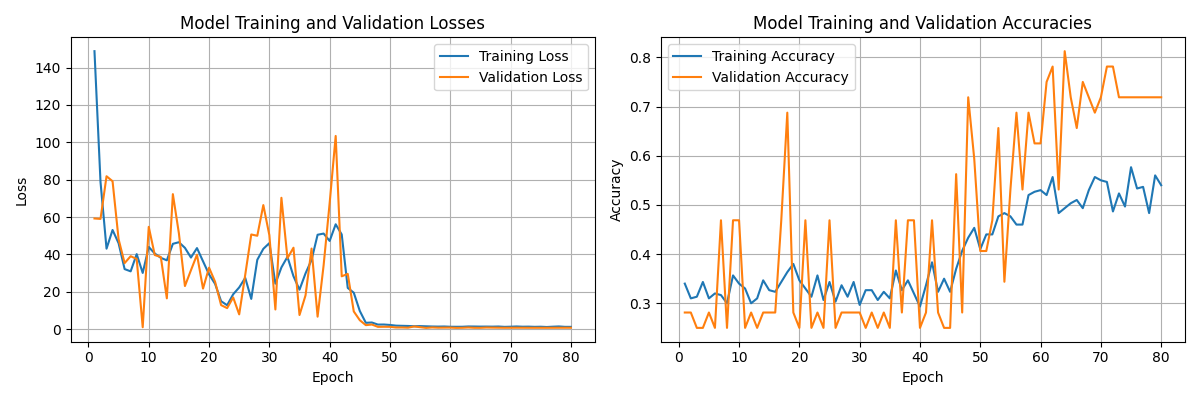 Model Training and Validation Losses
Training Loss
Validation Loss
Loss
140
120
100
80
60
40
20
0
0 10 20 30 40 50 60 70 80
Epoch
Model Training and Validation Accuracies
Training Accuracy
Validation Accuracy
Accuracy
0.8
0.7
0.6
0.5
0.4
0.3
0 10 20 30 40 50 60 70 80
Epoch